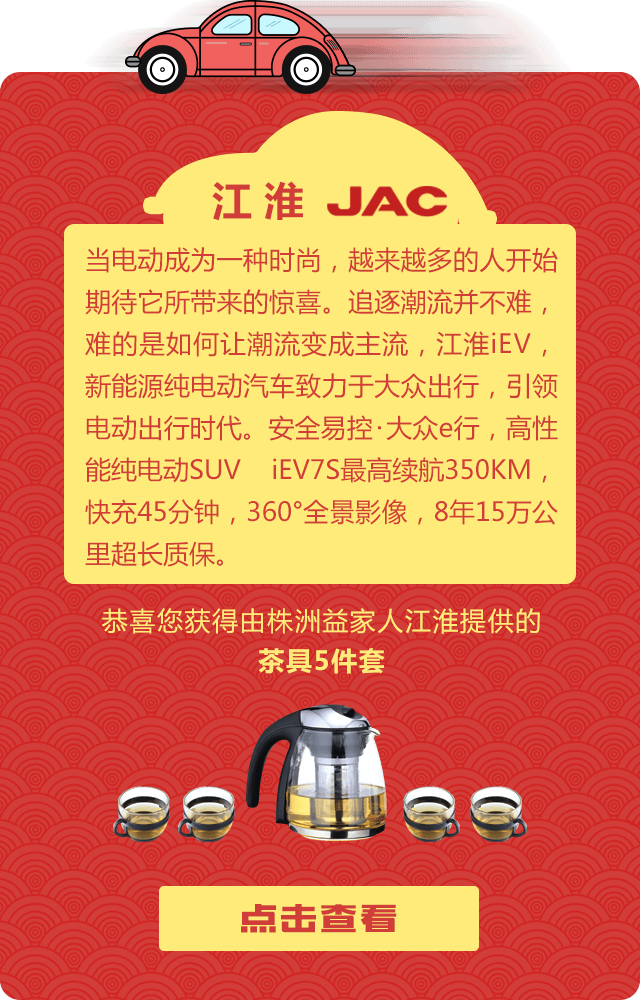 江淮 JAC
当电动成为一种时尚，越来越多的人开始
期待它所带来的惊喜。追逐潮流并不难，
难的是如何让潮流变成主流，江淮iEV，
新能源纯电动汽车致力于大众出行，引领
电动出行时代。安全易控·大众e行，高性
能纯电动SUV iEV7S最高续航350KM，
快充45分钟，360°全景影像，8年15万公
里超长质保。
恭喜您获得由株洲益家人江淮提供的
茶具5件套
点击查看